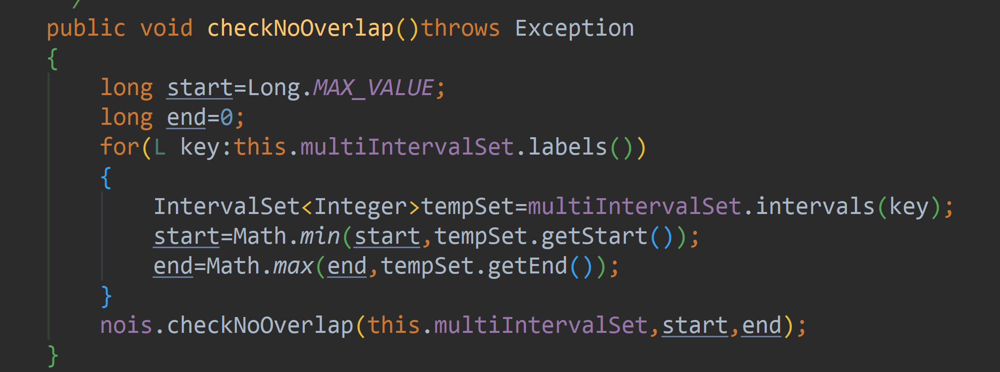 /
public void checkNoOverlap()throws Exception
{
long start=Long.MAX_VALUE;
long end=0;
for(L key:this.multiIntervalSet.labels())
{
IntervalSet<Integer>tempSet=multiIntervalSet.intervals(key);
start=Math.min(start,tempSet.getStart());
end=Math.max(end,tempSet.getEnd());
}
nois.checkNoOverlap(this.multiIntervalSet,start,end);
}